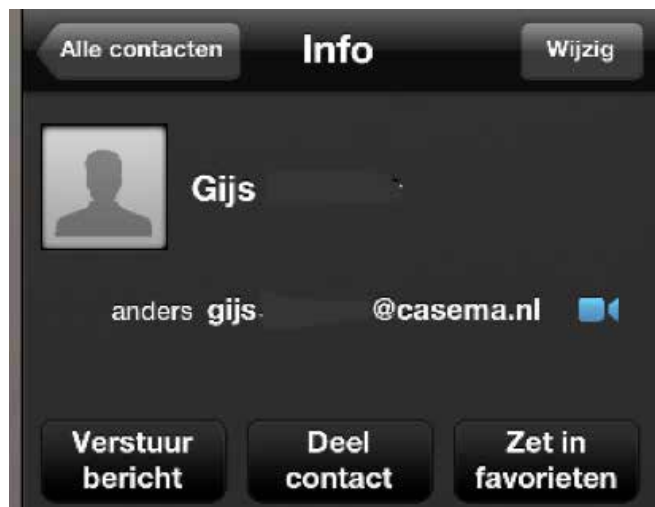 Alle contacten Info Wijzig
Gijs
anders gijs @casema.nl
Verstuur bericht
Deel contact
Zet in favorieten